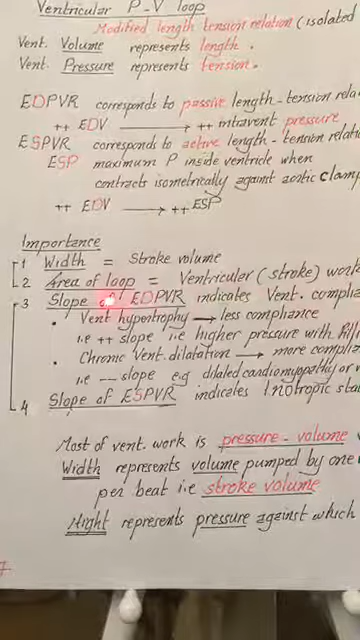 Ventricular P-V loop
Modified length tension relation (isolated
Vent. Volume represents length.
Vent. Pressure represents tension.
EDPVR corresponds to passive length-tension rela
++ EDV → ++ intravent pressure
ESPVR corresponds to active length-tension relati
ESP maximum P inside ventricle when
contracts isometrically against aortic clamp
++ EDV → ++ ESP
Importance
1 Width = Stroke volume
2 Area of loop = Ventriculer (stroke) work
3 Slope of EDPVR indicates Vent. complia
• Vent hypertrophy → less compliance
i.e ++ slope i.e higher pressure with fill
• Chronic Vent. dilatation → more complia
i.e -- slope e.g dilated cardiomyopathy or
4 Slope of ESPVR indicates Inotropic sta
Most of vent. work is pressure-volume
Width represents volume pumped by one
per beat i.e stroke volume
Hight represents pressure against which